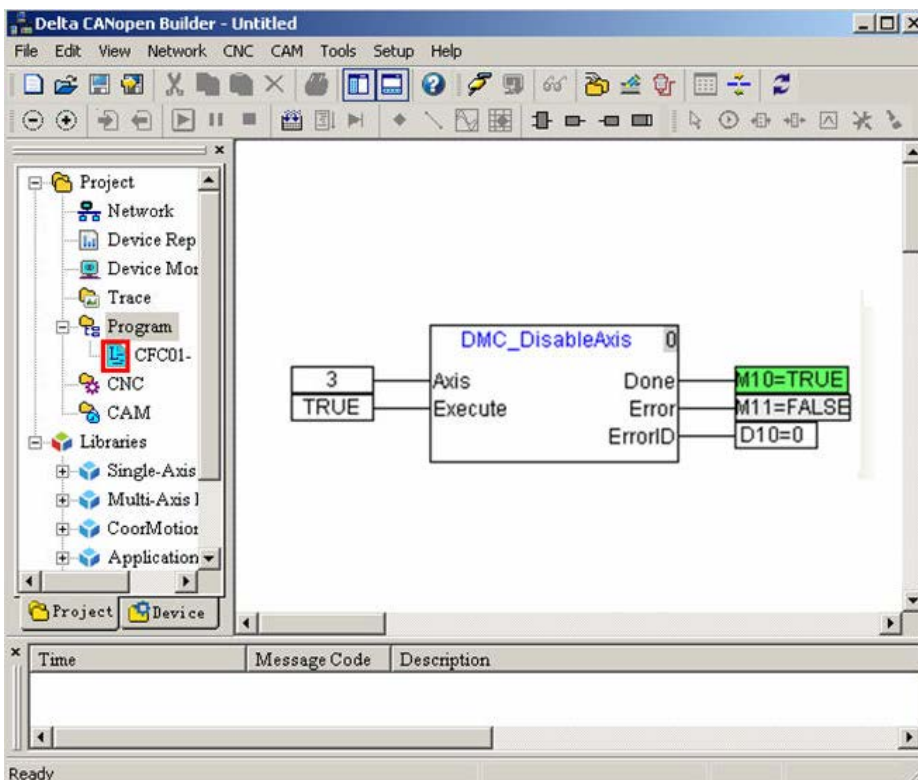 Delta CANopen Builder - Untitled
File Edit View Network CNC CAM Tools Setup Help
Project
Network
Device Rep
Device Mor
Trace
Program
CFC01-
CNC
CAM
Libraries
Single-Axis
Multi-Axis
CoorMotion
Application
Project Device
DMC_DisableAxis 0
3 Axis Done M10=TRUE
TRUE Execute Error M11=FALSE
ErrorID D10=0
Time Message Code Description
Ready